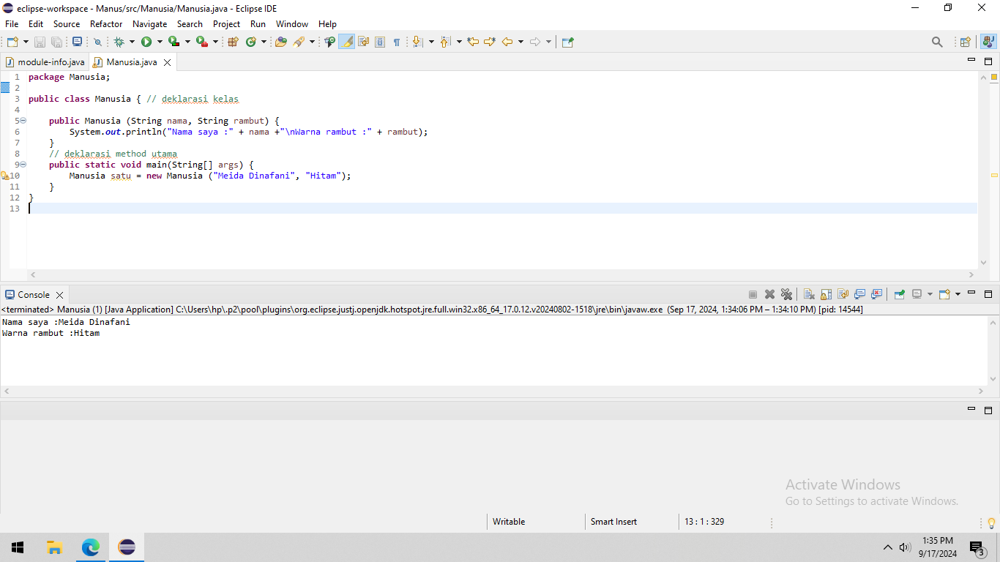 eclipse-workspace - Manus/src/Manusia/Manusia.java - Eclipse IDE
File Edit Source Refactor Navigate Search Project Run Window Help
module-info.java Manusia.java
1 package Manusia;
2
3 public class Manusia { // deklarasi kelas
4
5 public Manusia (String nama, String rambut) {
6 System.out.println("Nama saya :" + nama +"\nWarna rambut :" + rambut);
7 }
8 // deklarasi method utama
9 public static void main(String[] args) {
10 Manusia satu = new Manusia ("Meida Dinafani", "Hitam");
11 }
12 }
13
Console
<terminated> Manusia (1) [Java Application] C:\Users\hp\.p2\pool\plugins\org.eclipse.justj.openjdk.hotspot.jre.full.win32.x86_64_17.0.12.v20240802-1518\jre\bin\javaw.exe (Sep 17, 2024, 1:34:06 PM – 1:34:10 PM) [pid: 14544]
Nama saya :Meida Dinafani
Warna rambut :Hitam
Activate Windows
Go to Settings to activate Windows.
Writable Smart Insert 13 : 1 : 329
1:35 PM
9/17/2024
3